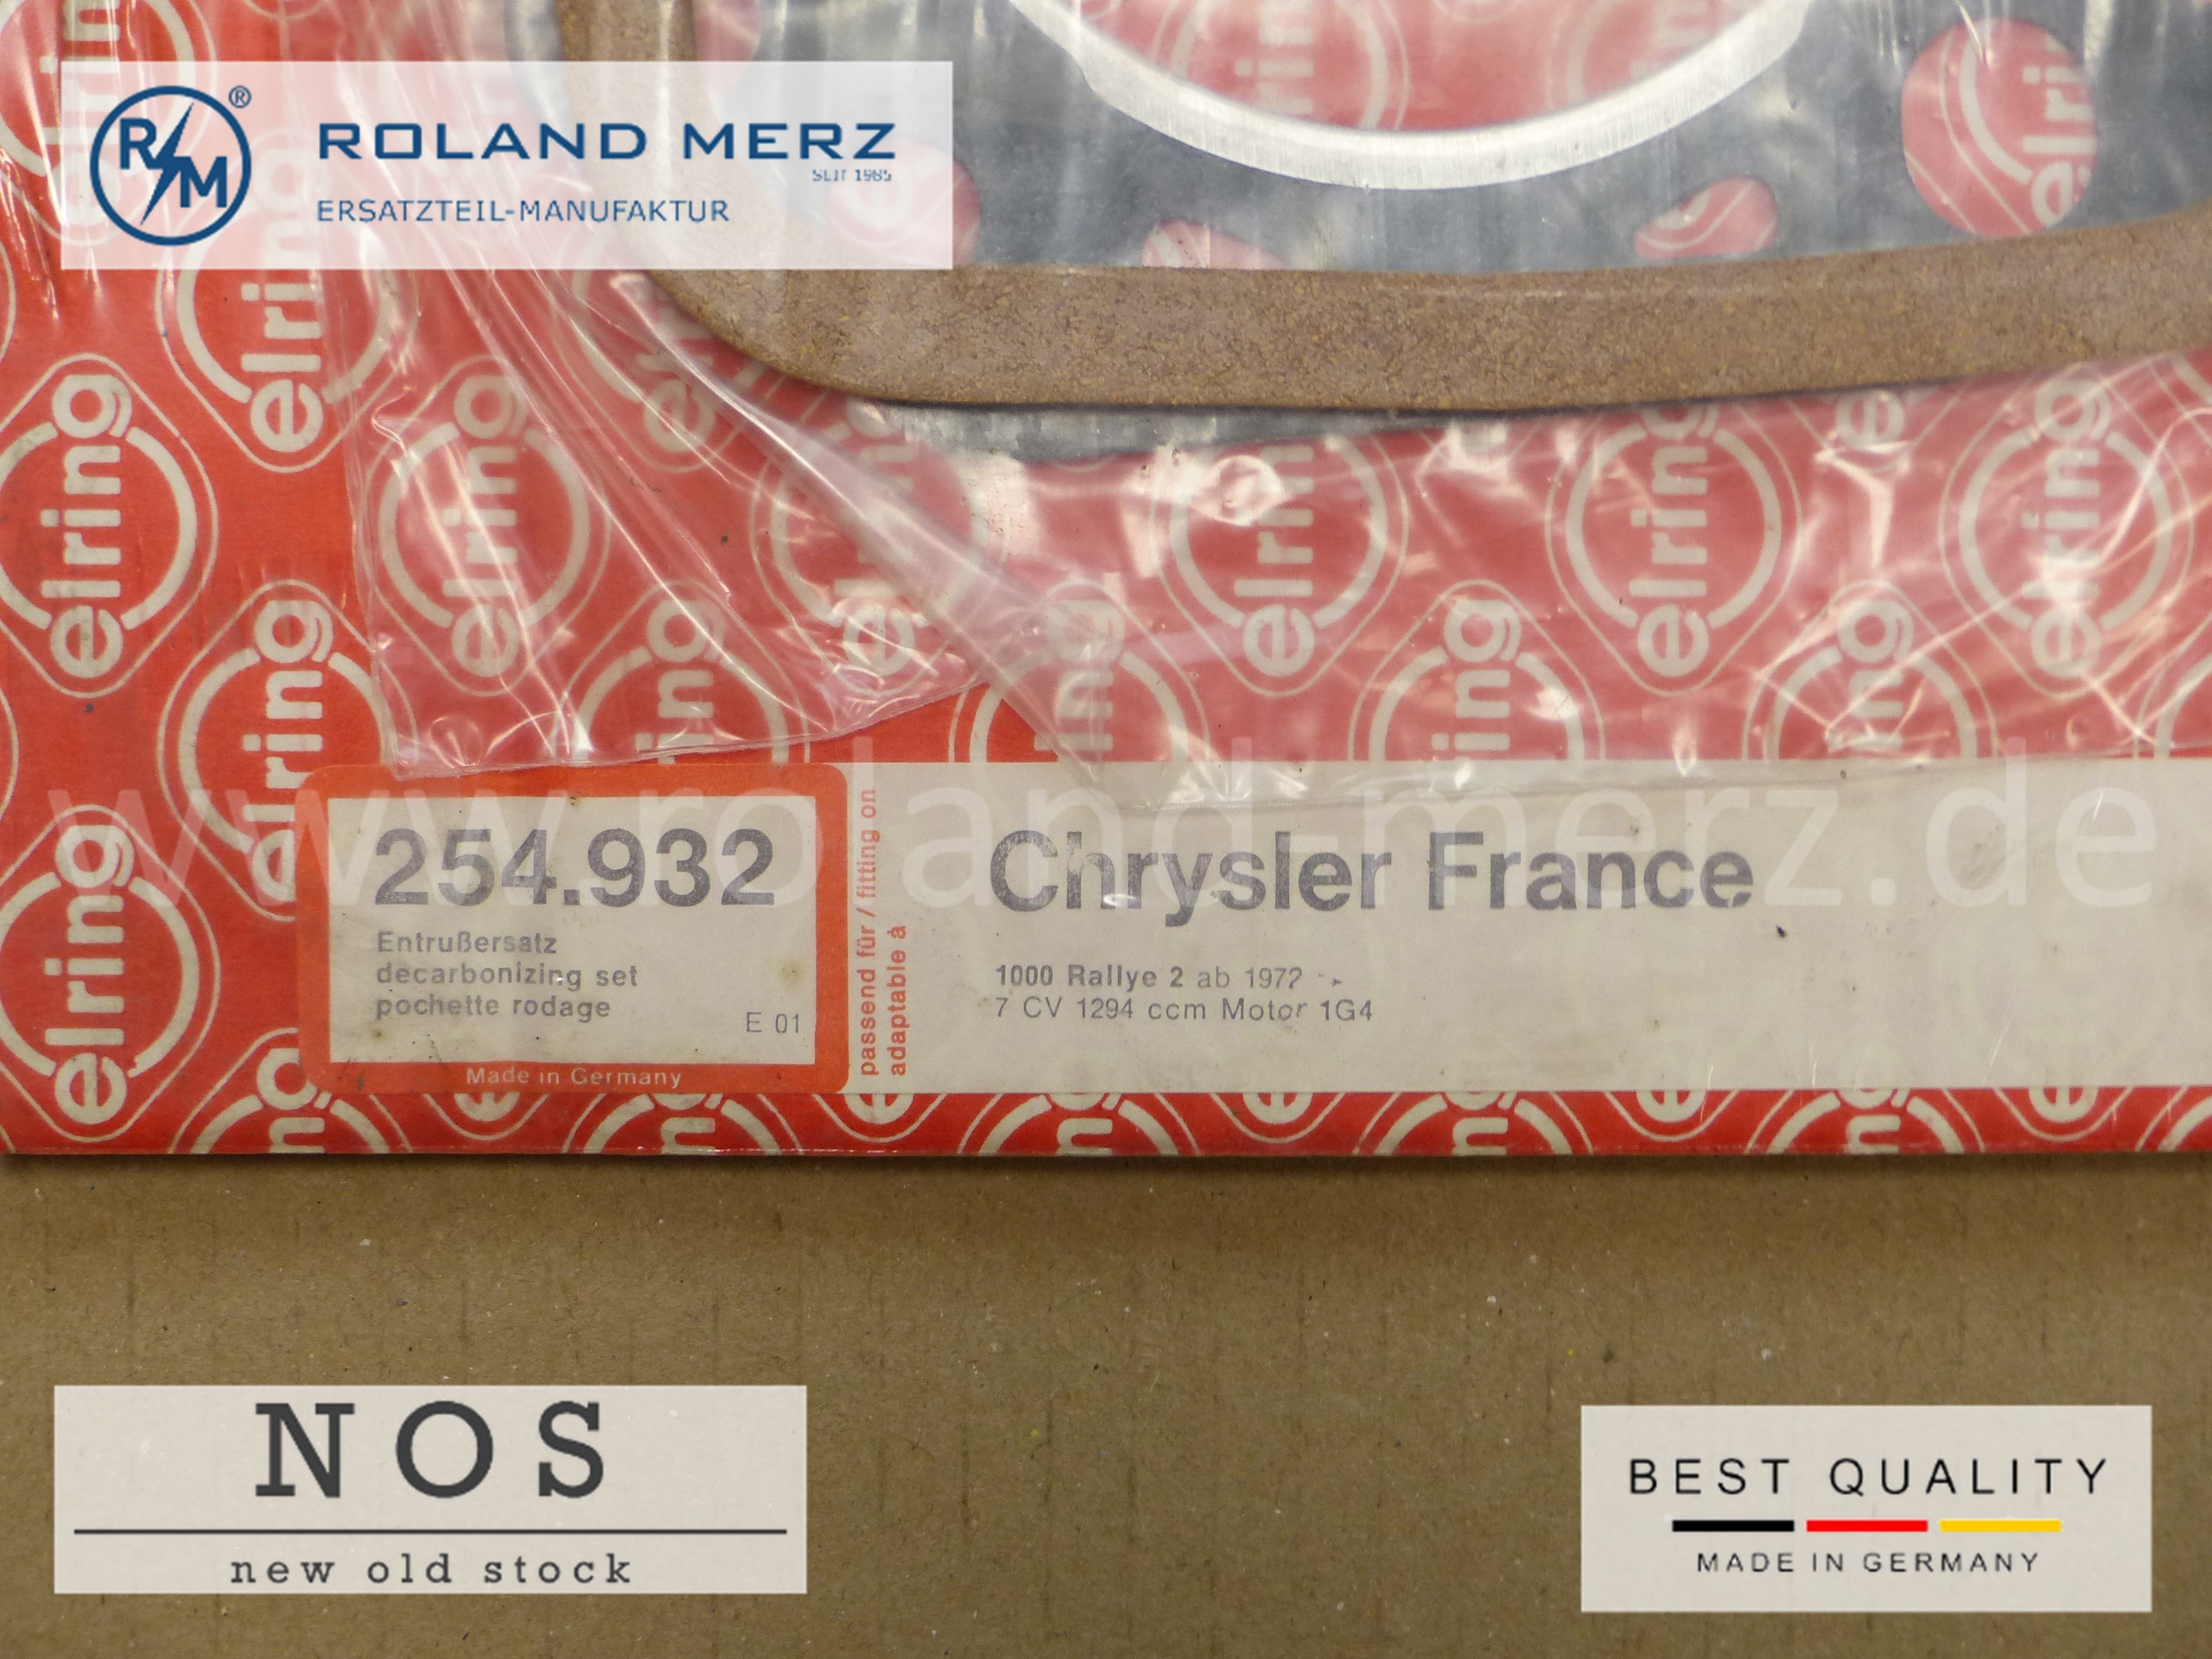 R M ®
ROLAND MERZ
SEIT 1985
ERSATZTEIL-MANUFAKTUR
elring
www.roland-merz.de
254.932
Entrußersatz
decarbonizing set
pochette rodage
E 01
Made in Germany
passend für / fitting on
adaptable à
Chrysler France
1000 Rallye 2 ab 1972 ->
7 CV 1294 ccm Motor 1G4
NOS
new old stock
BEST QUALITY
MADE IN GERMANY